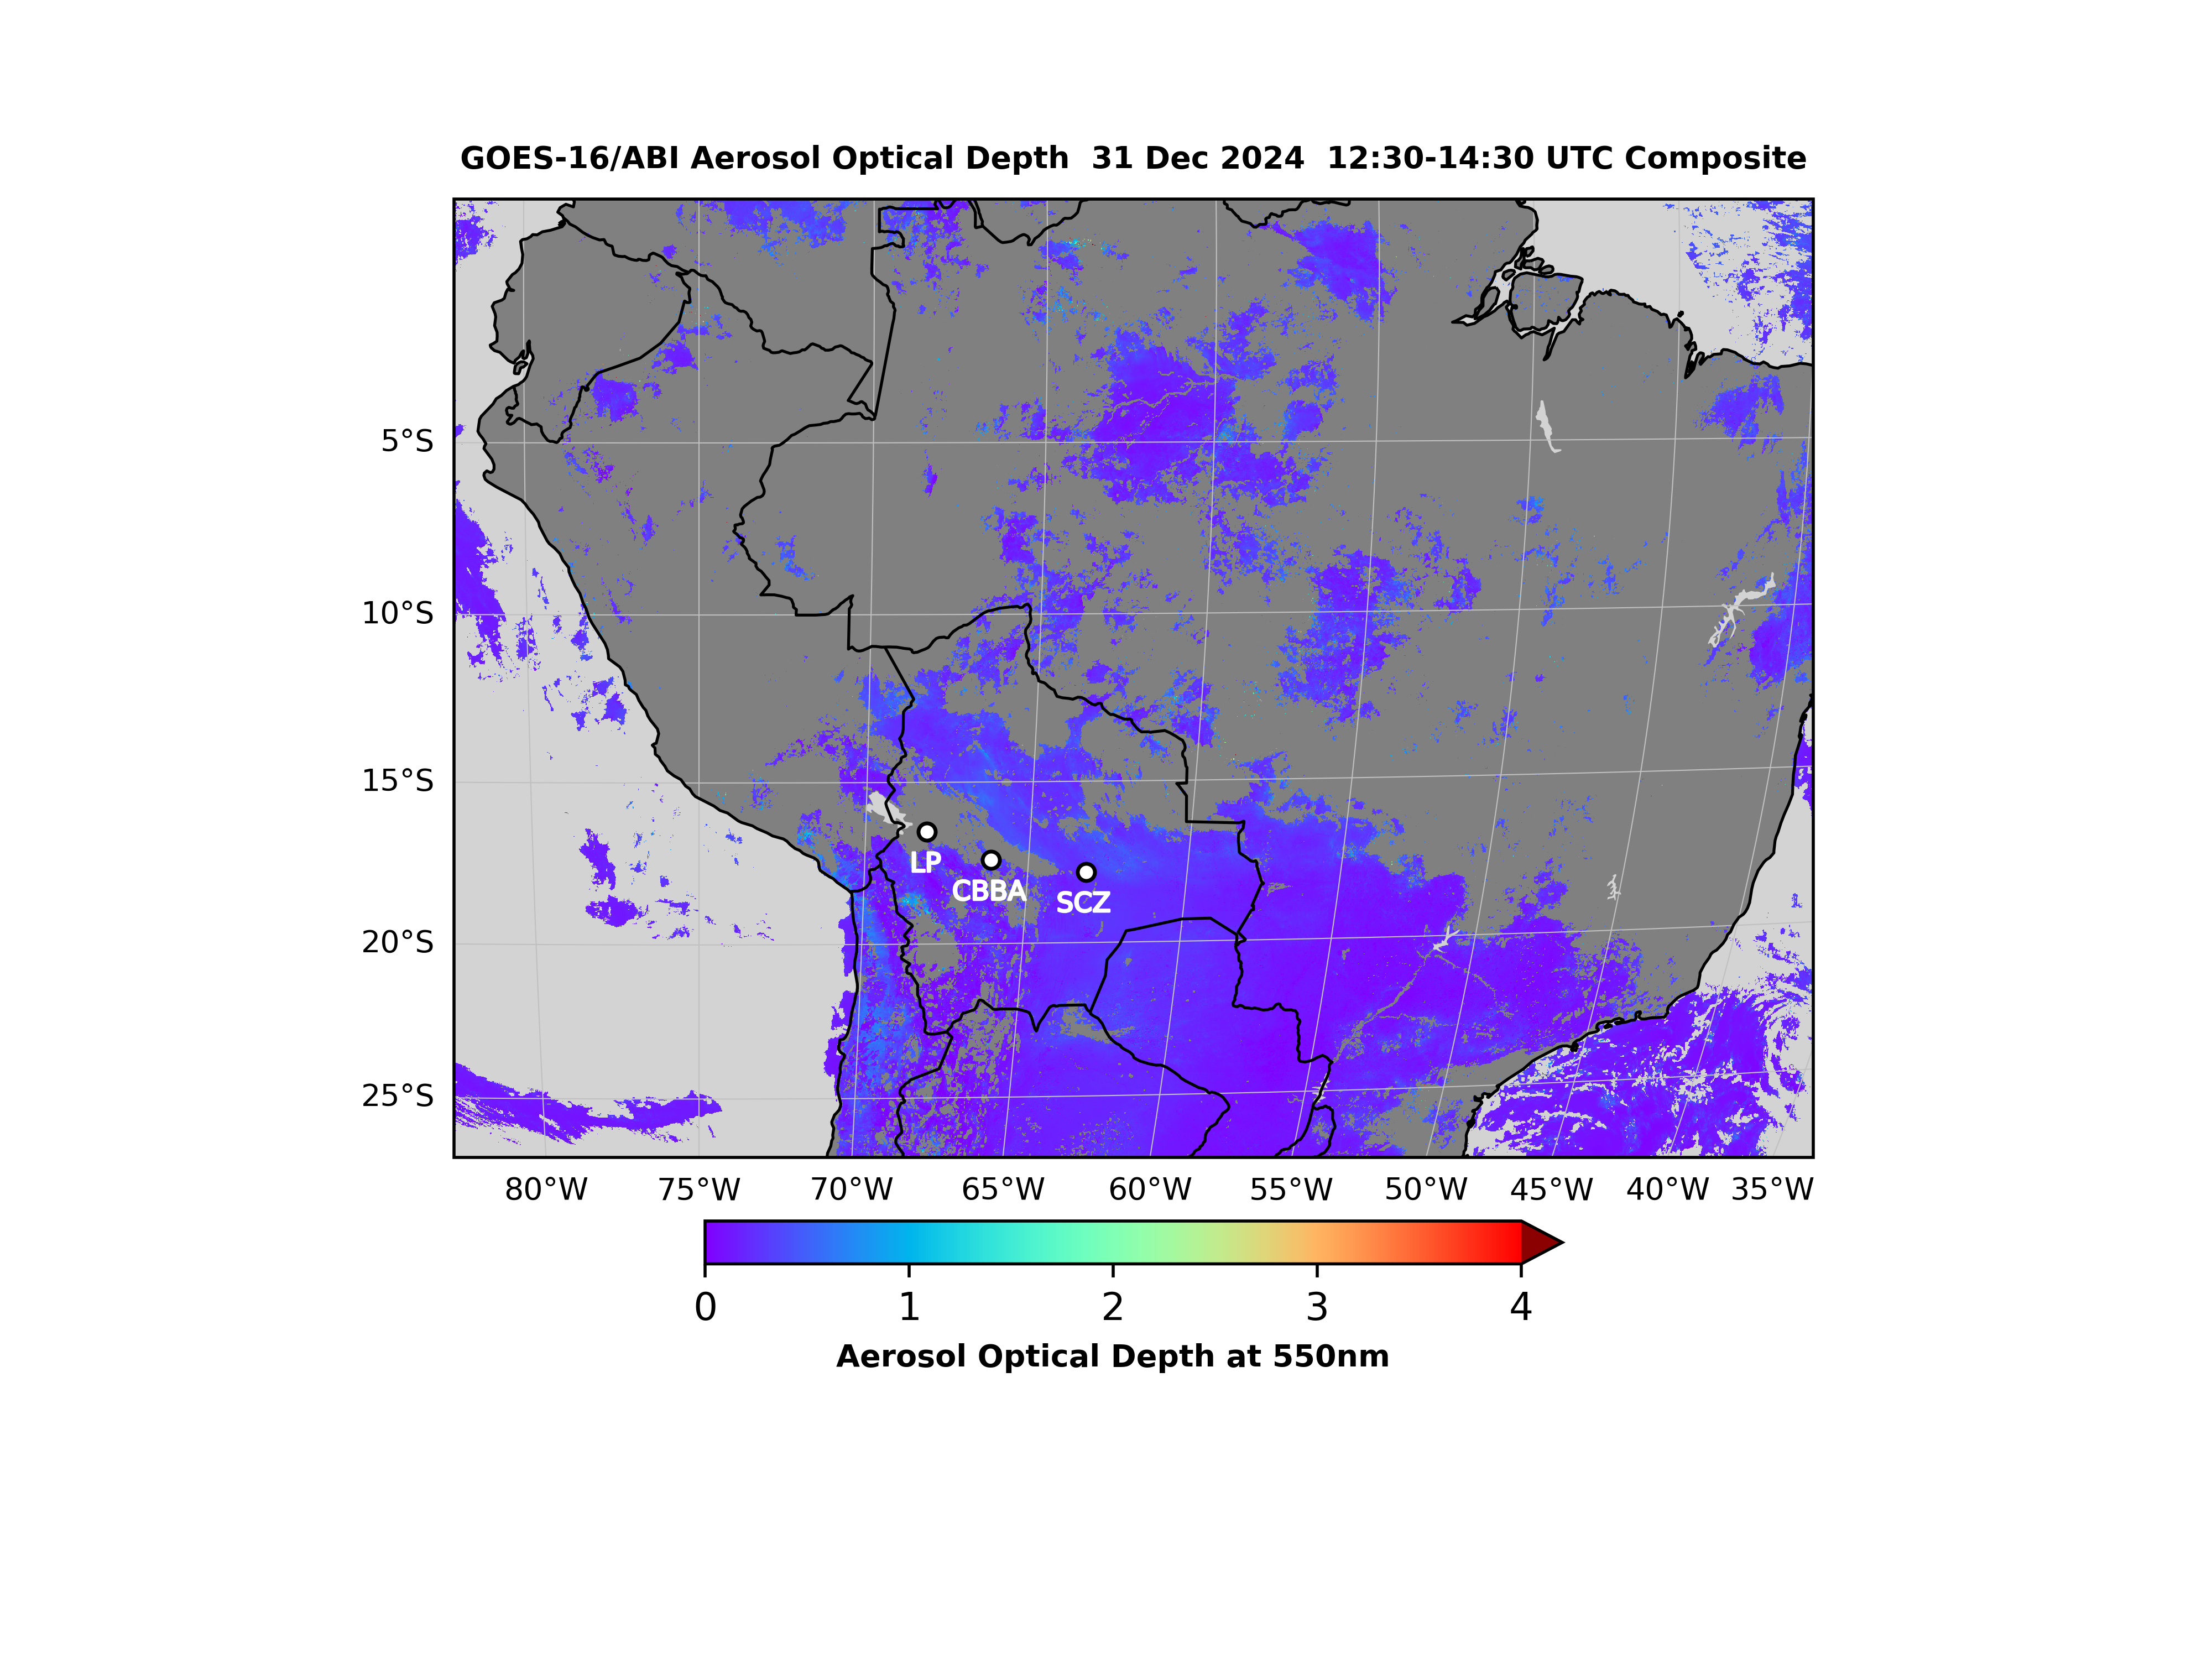 GOES-16/ABI Aerosol Optical Depth  31 Dec 2024  12:30-14:30 UTC Composite
5°S
10°S
15°S
LP
CBBA
SCZ
20°S
25°S
80°W 75°W 70°W 65°W 60°W 55°W 50°W 45°W 40°W 35°W
0 1 2 3 4
Aerosol Optical Depth at 550nm